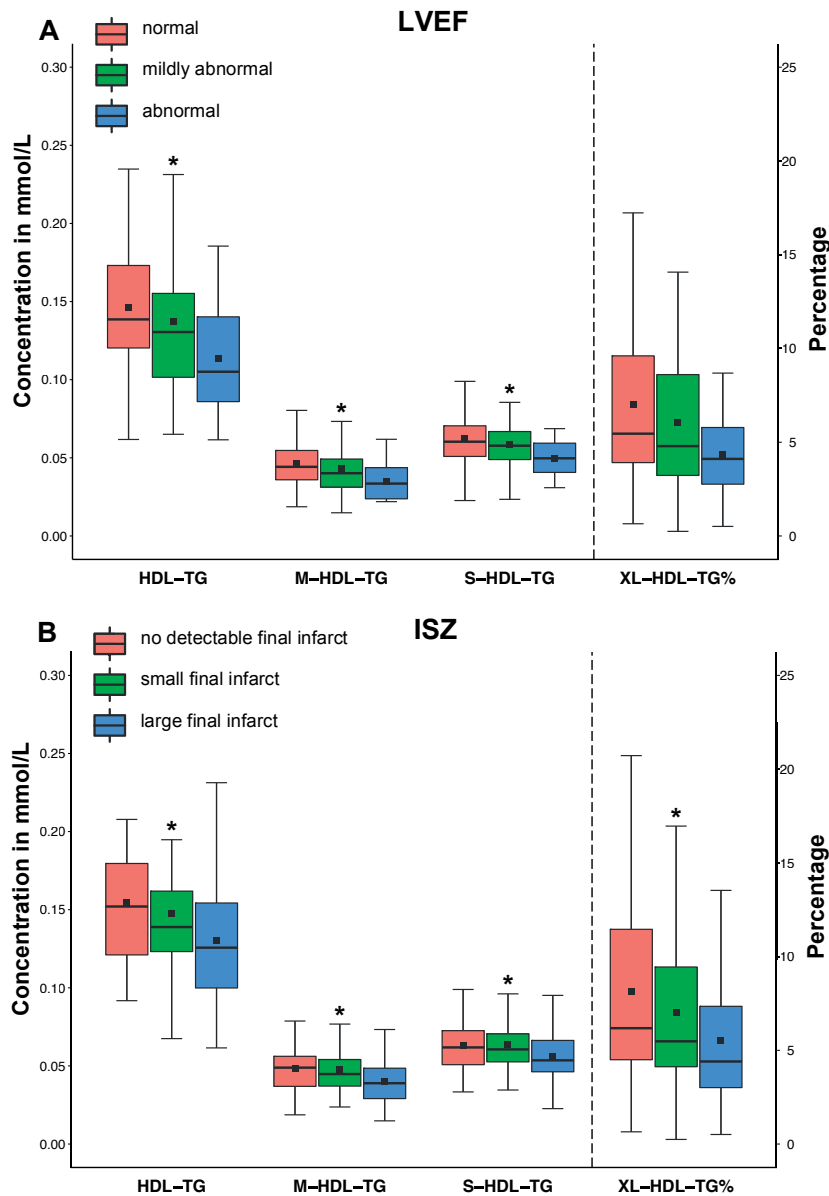 A
LVEF
normal
mildly abnormal
abnormal
Concentration in mmol/L
0.30
0.25
0.20
0.15
0.10
0.05
0.00
*
*
*
25
20
15
10
5
0
Percentage
HDL–TG
M–HDL–TG
S–HDL–TG
XL–HDL–TG%
B
ISZ
no detectable final infarct
small final infarct
large final infarct
Concentration in mmol/L
0.30
0.25
0.20
0.15
0.10
0.05
0.00
*
*
*
*
25
20
15
10
5
0
Percentage
HDL–TG
M–HDL–TG
S–HDL–TG
XL–HDL–TG%